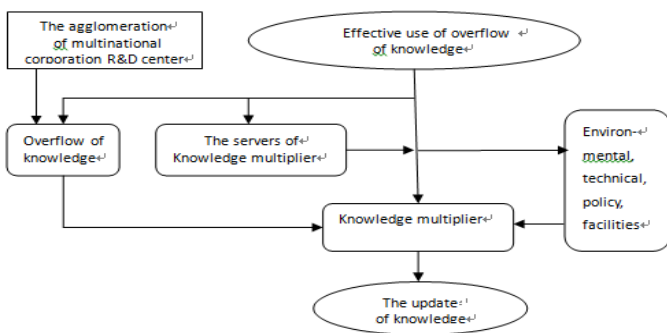 The agglomeration
of multinational
corporation R&D center
Effective use of overflow
of knowledge
Overflow of
knowledge
The servers of
Knowledge multiplier
Environ-
mental,
technical,
policy,
facilities
Knowledge multiplier
The update
of knowledge